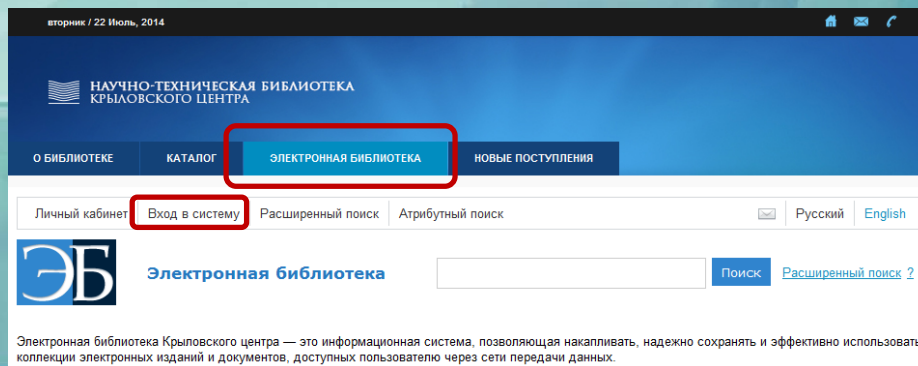 вторник / 22 Июль, 2014
НАУЧНО-ТЕХНИЧЕСКАЯ БИБЛИОТЕКА
КРЫЛОВСКОГО ЦЕНТРА
О БИБЛИОТЕКЕ КАТАЛОГ ЭЛЕКТРОННАЯ БИБЛИОТЕКА НОВЫЕ ПОСТУПЛЕНИЯ
Личный кабинет Вход в систему Расширенный поиск Атрибутный поиск Русский English
ЭБ Электронная библиотека Поиск Расширенный поиск ?
Электронная библиотека Крыловского центра — это информационная система, позволяющая накапливать, надежно сохранять и эффективно использовать
коллекции электронных изданий и документов, доступных пользователю через сети передачи данных.